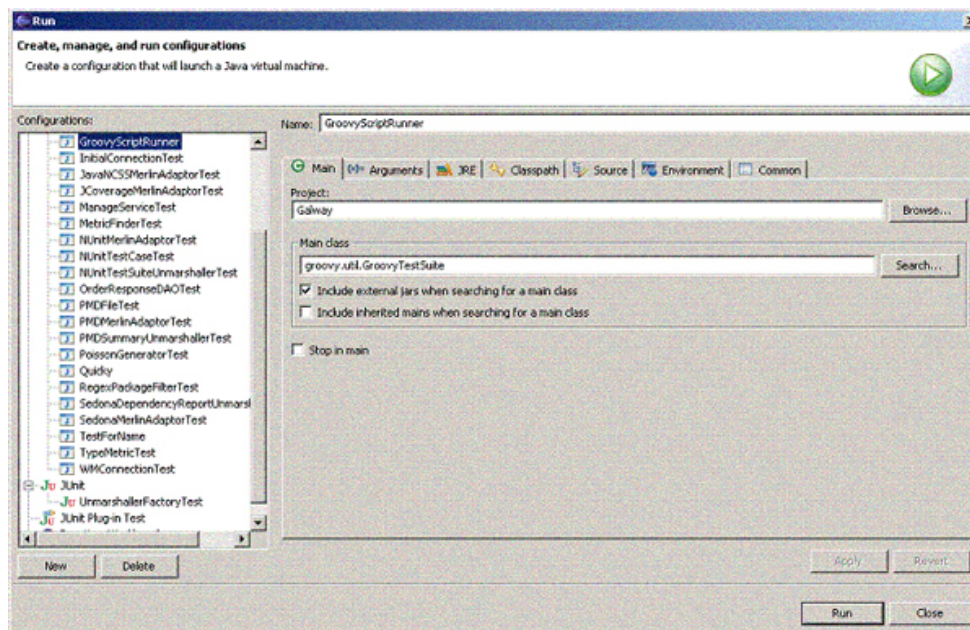 Run
Create, manage, and run configurations
Create a configuration that will launch a Java virtual machine.
Configurations:
GroovyScriptRunner
InitialConnectionTest
JavaNCSSMerlinAdaptorTest
JCoverageMerlinAdaptorTest
ManageServiceTest
MetricFinderTest
NUnitMerlinAdaptorTest
NUnitTestCaseTest
NUnitTestSuiteUnmarshallerTest
OrderResponseDAOTest
PMDFileTest
PMDMerlinAdaptorTest
PMDSummaryUnmarshallerTest
PoissonGeneratorTest
Quicky
RegexPackageFilterTest
SedonaDependencyReportUnmarsl
SedonaMerlinAdaptorTest
TestForName
TypeMetricTest
WMConnectionTest
JUnit
UnmarshallerFactoryTest
JUnit Plug-in Test
New Delete
Name: GroovyScriptRunner
Main Arguments JRE Classpath Source Environment Common
Project:
Galway Browse...
Main class
groovy.util.GroovyTestSuite Search...
Include external jars when searching for a main class
Include inherited mains when searching for a main class
Stop in main
Apply Revert
Run Close